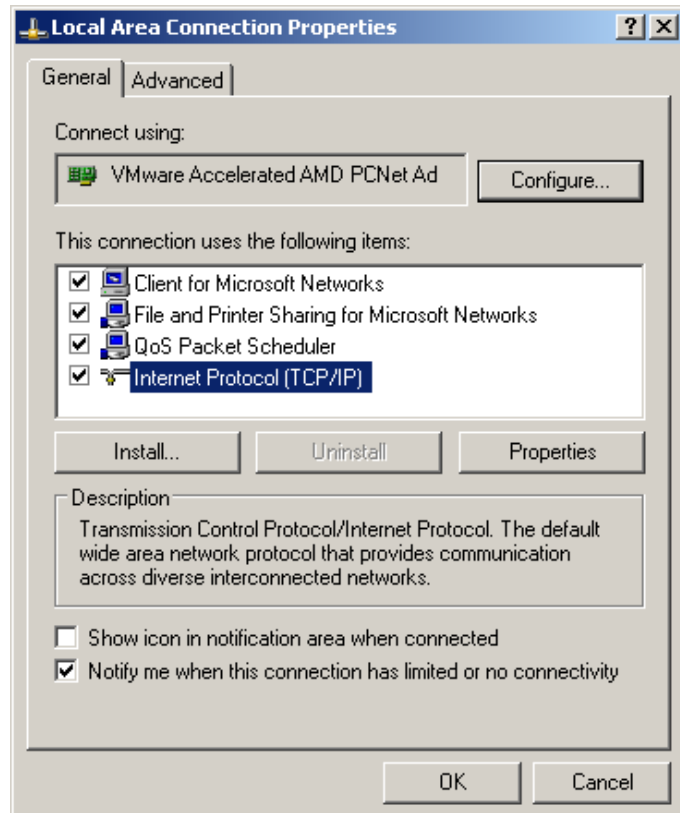 Local Area Connection Properties
General Advanced
Connect using:
VMware Accelerated AMD PCNet Ad Configure...
This connection uses the following items:
Client for Microsoft Networks
File and Printer Sharing for Microsoft Networks
QoS Packet Scheduler
Internet Protocol (TCP/IP)
Install... Uninstall Properties
Description
Transmission Control Protocol/Internet Protocol. The default
wide area network protocol that provides communication
across diverse interconnected networks.
Show icon in notification area when connected
Notify me when this connection has limited or no connectivity
OK Cancel